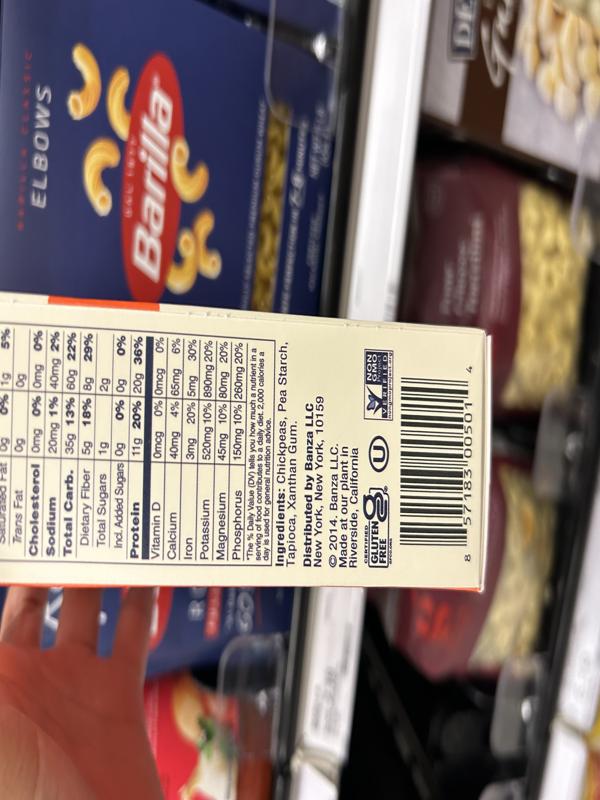 BARILLA CLASSIC
ELBOWS
Barilla
Saturated Fat 0g 0% 1g 5%
Trans Fat 0g 0g
Cholesterol 0mg 0% 0mg 0%
Sodium 20mg 1% 40mg 2%
Total Carb. 35g 13% 60g 22%
Dietary Fiber 5g 18% 8g 29%
Total Sugars 1g 2g
Incl. Added Sugars 0g 0% 0g 0%
Protein 11g 20% 20g 36%
Vitamin D 0mcg 0% 0mcg 0%
Calcium 40mg 4% 65mg 6%
Iron 3mg 20% 5mg 30%
Potassium 520mg 10% 890mg 20%
Magnesium 45mg 10% 80mg 20%
Phosphorus 150mg 10% 260mg 20%
*The % Daily Value (DV) tells you how much a nutrient in a
serving of food contributes to a daily diet. 2,000 calories a
day is used for general nutrition advice.
Ingredients: Chickpeas, Pea Starch,
Tapioca, Xanthan Gum.
Distributed by Banza LLC
New York, New York, 10159
© 2014, Banza LLC.
Made at our plant in
Riverside, California
CERTIFIED
GLUTEN
FREE
U
NON
GMO
Project
VERIFIED
8 57183 00501 4